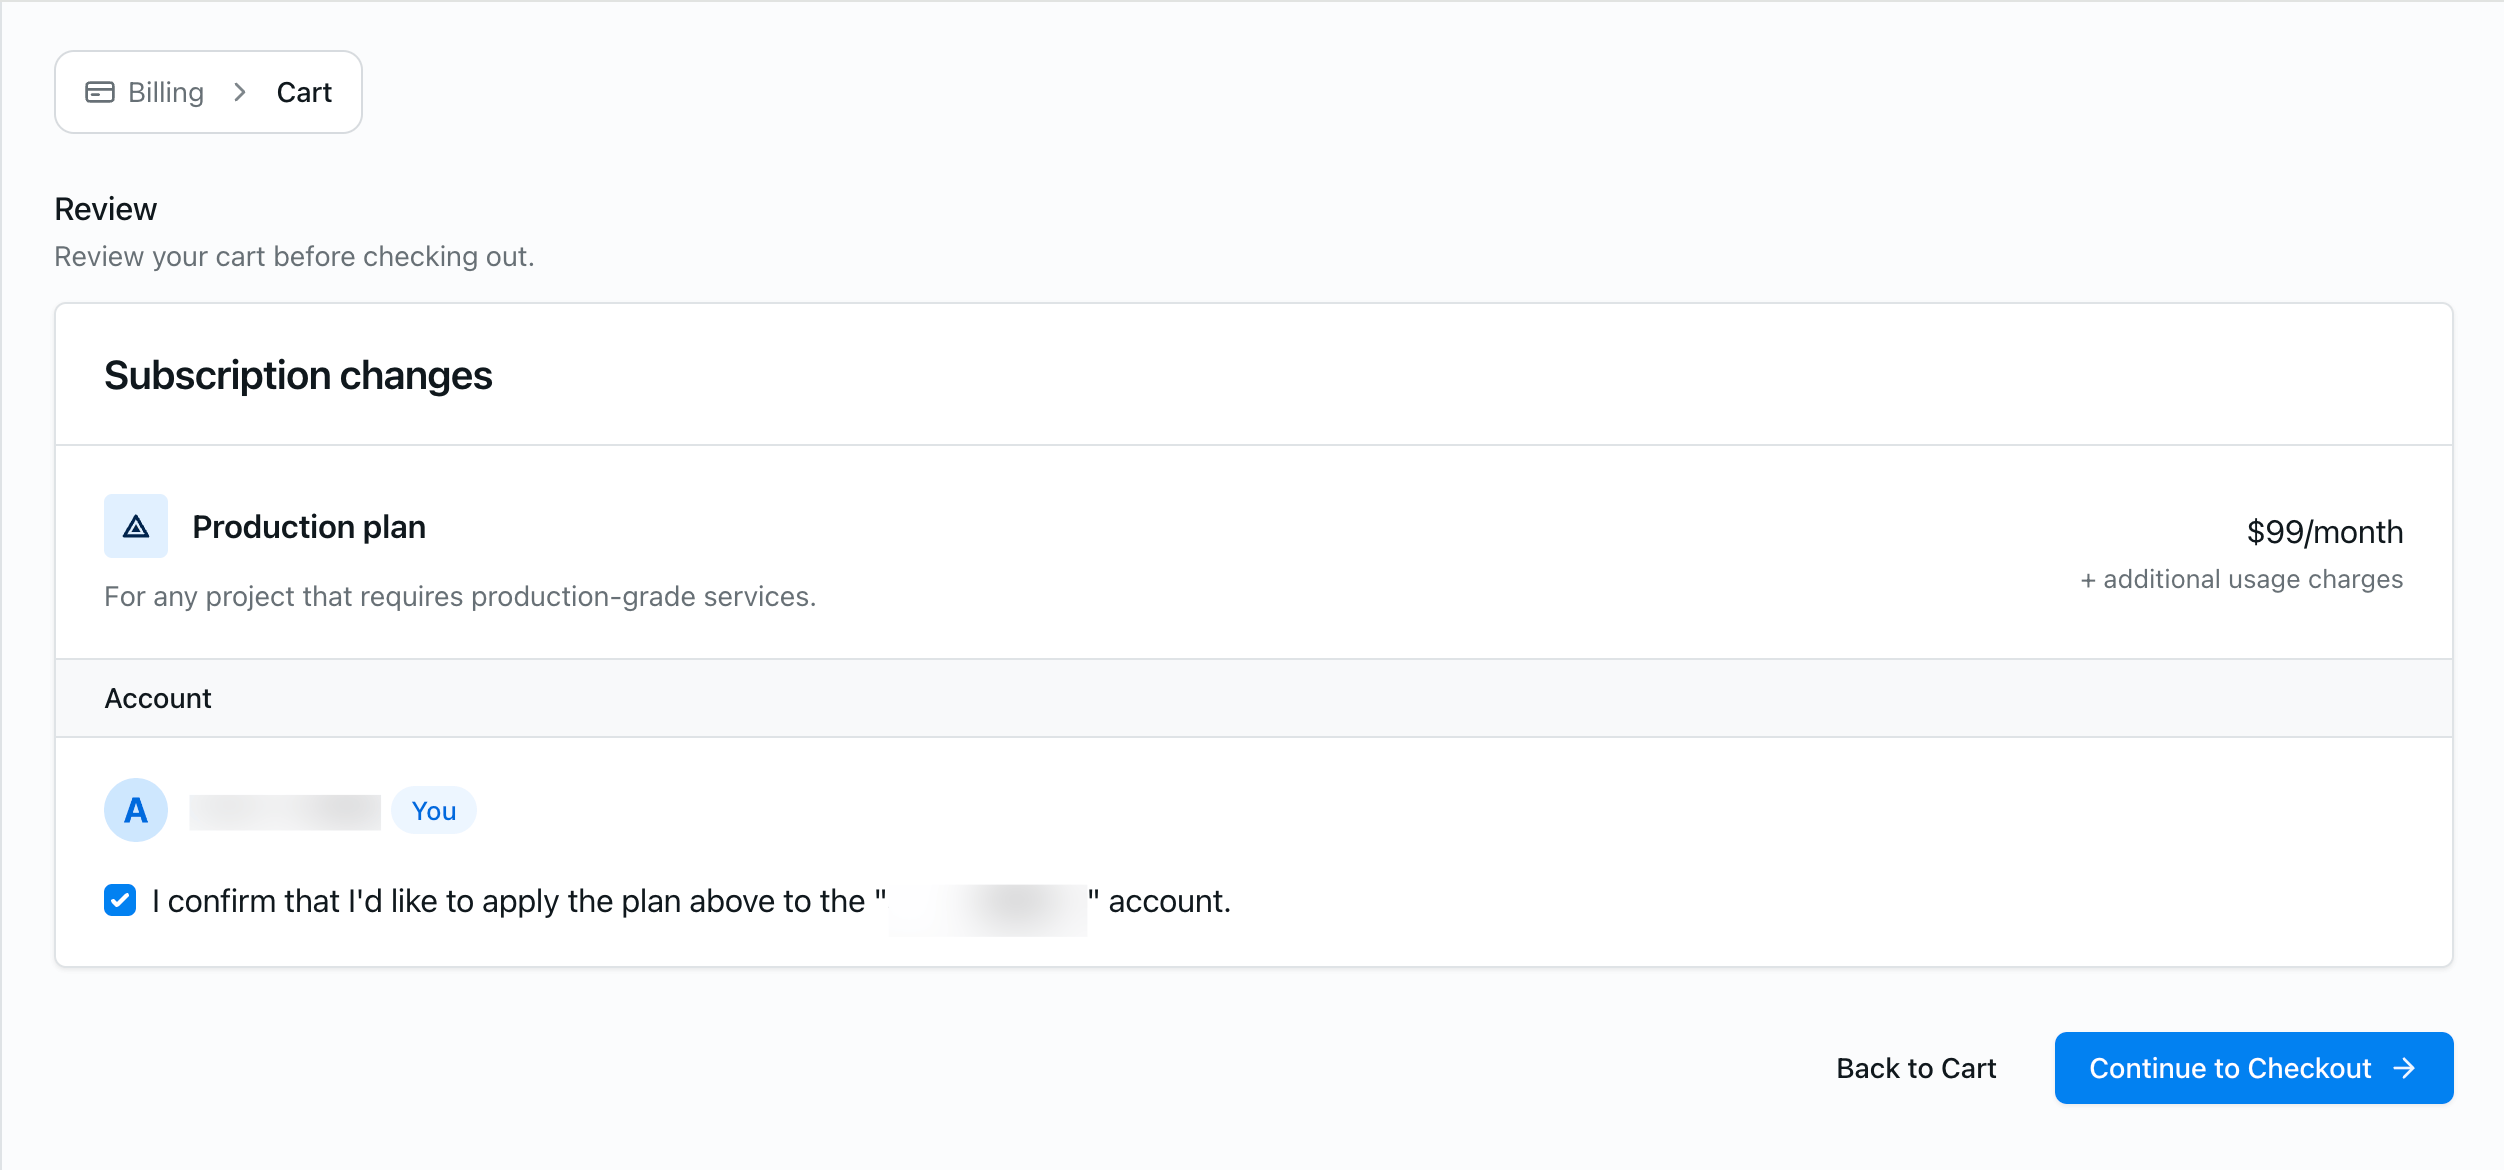 Billing > Cart
Review
Review your cart before checking out.
Subscription changes
Production plan
$99/month
For any project that requires production-grade services.
+ additional usage charges
Account
A You
I confirm that I'd like to apply the plan above to the " " account.
Back to Cart
Continue to Checkout →